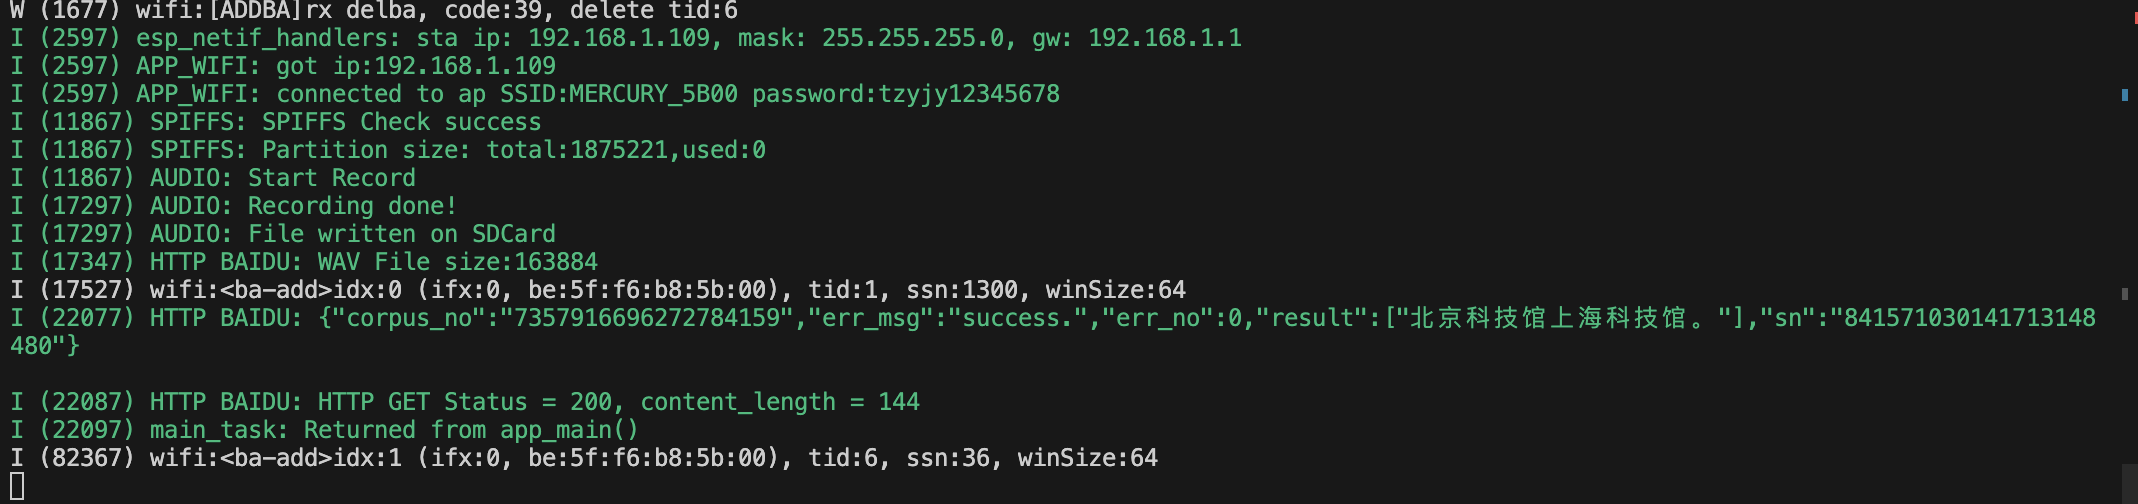 W (1677) wifi:[ADDBA]rx delba, code:39, delete tid:6
I (2597) esp_netif_handlers: sta ip: 192.168.1.109, mask: 255.255.255.0, gw: 192.168.1.1
I (2597) APP_WIFI: got ip:192.168.1.109
I (2597) APP_WIFI: connected to ap SSID:MERCURY_5B00 password:tzyjy12345678
I (11867) SPIFFS: SPIFFS Check success
I (11867) SPIFFS: Partition size: total:1875221,used:0
I (11867) AUDIO: Start Record
I (17297) AUDIO: Recording done!
I (17297) AUDIO: File written on SDCard
I (17347) HTTP BAIDU: WAV File size:163884
I (17527) wifi:<ba-add>idx:0 (ifx:0, be:5f:f6:b8:5b:00), tid:1, ssn:1300, winSize:64
I (22077) HTTP BAIDU: {"corpus_no":"7357916696272784159","err_msg":"success.","err_no":0,"result":["北京科技馆上海科技馆。"],"sn":"841571030141713148
480"}
I (22087) HTTP BAIDU: HTTP GET Status = 200, content_length = 144
I (22097) main_task: Returned from app_main()
I (82367) wifi:<ba-add>idx:1 (ifx:0, be:5f:f6:b8:5b:00), tid:6, ssn:36, winSize:64